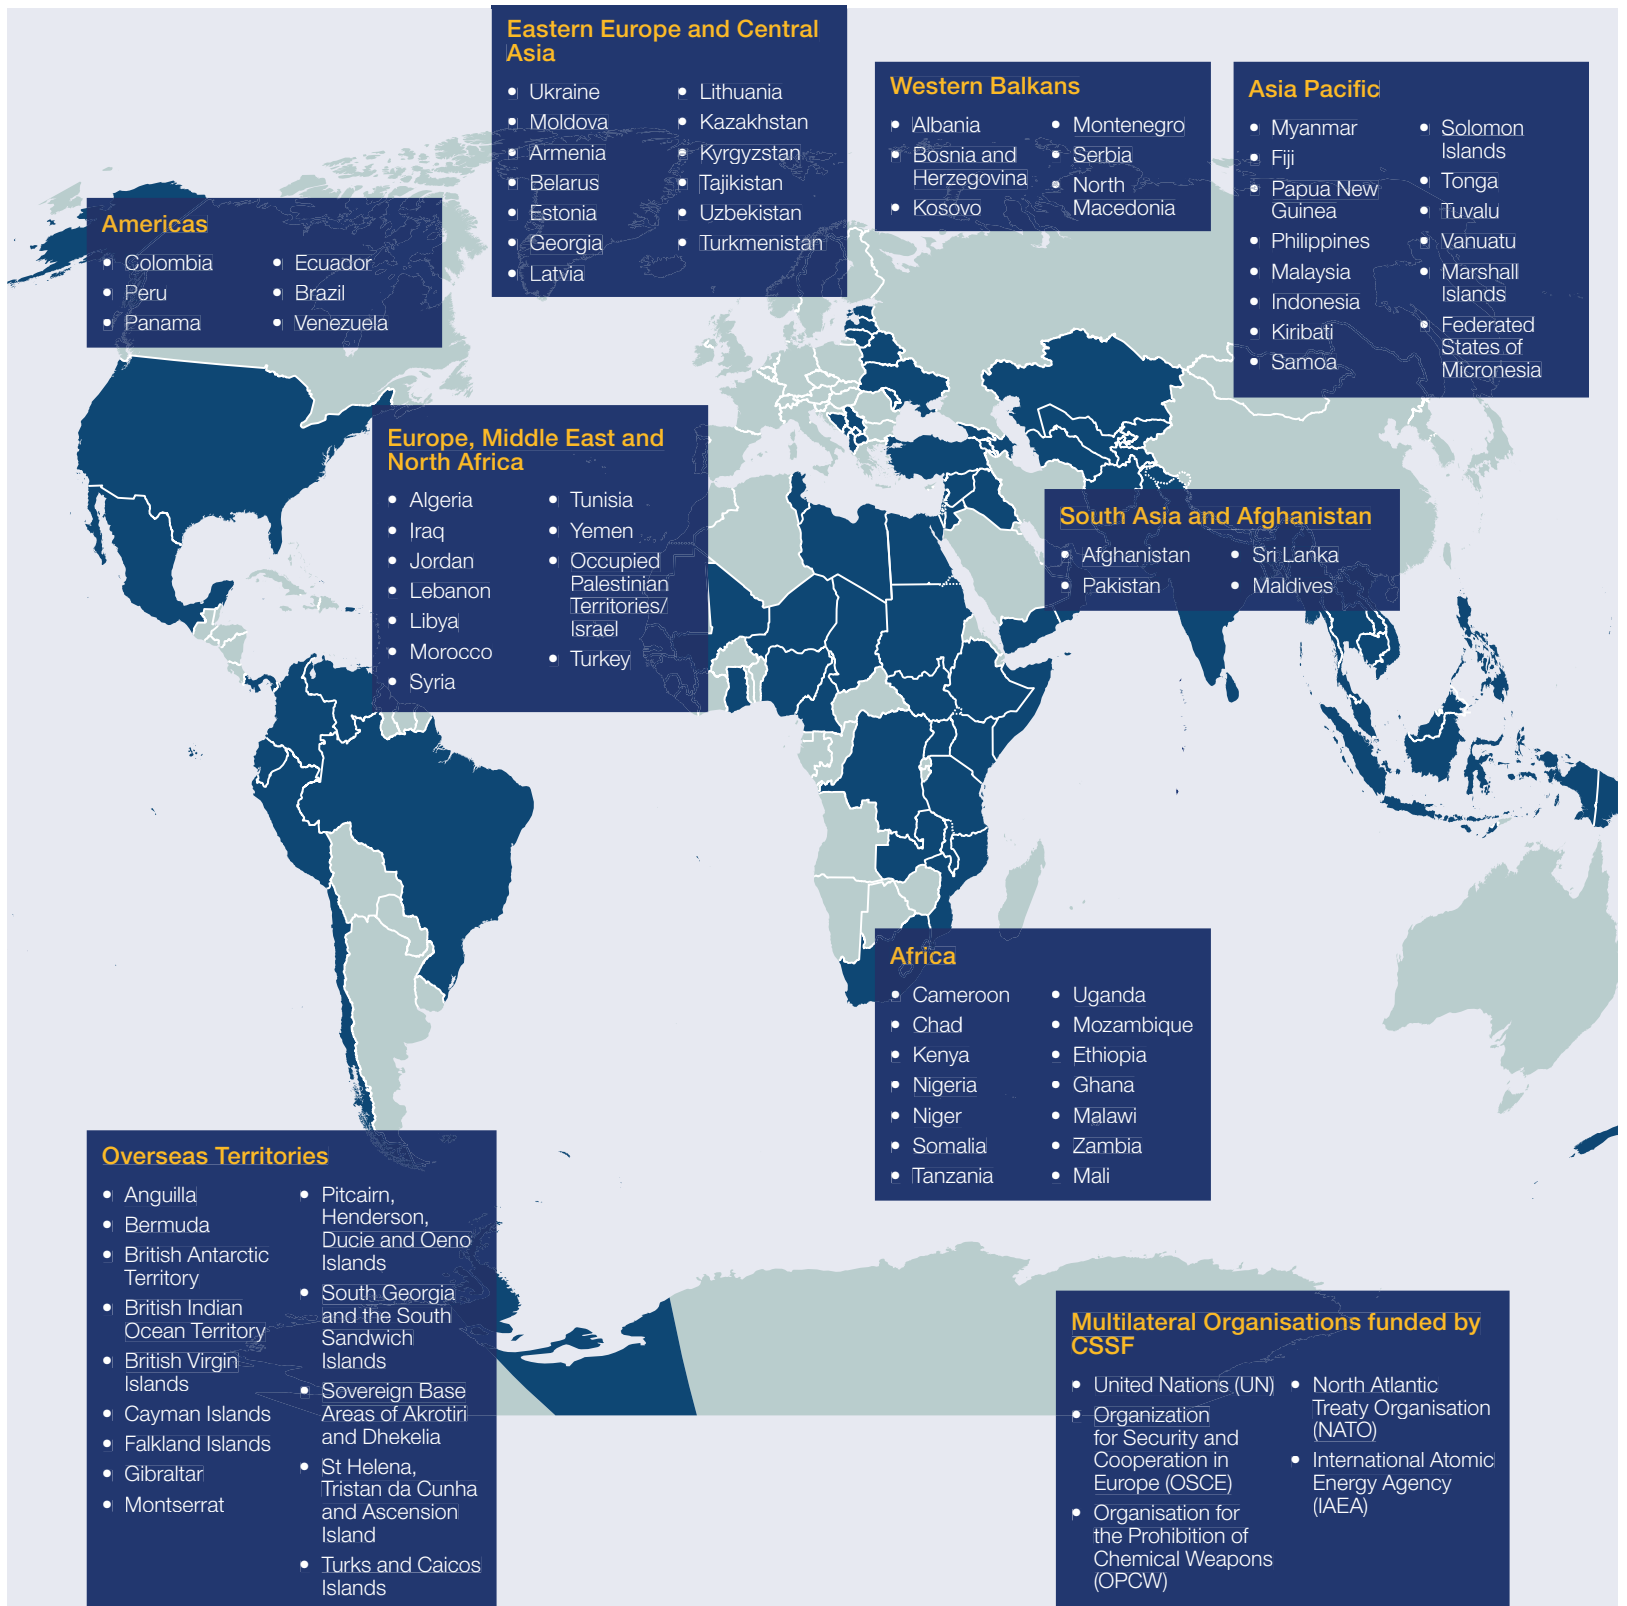 Eastern Europe and Central
Asia
Ukraine
Moldova
Armenia
Belarus
Estonia
Georgia
Latvia
Lithuania
Kazakhstan
Kyrgyzstan
Tajikistan
Uzbekistan
Turkmenistan
Western Balkans
Albania
Bosnia and
Herzegovina
Kosovo
Montenegro
Serbia
North
Macedonia
Asia Pacific
Myanmar
Fiji
Papua New
Guinea
Philippines
Malaysia
Indonesia
Kiribati
Samoa
Solomon
Islands
Tonga
Tuvalu
Vanuatu
Marshall
Islands
Federated
States of
Micronesia
Americas
Colombia
Peru
Panama
Ecuador
Brazil
Venezuela
Europe, Middle East and
North Africa
Algeria
Iraq
Jordan
Lebanon
Libya
Morocco
Syria
Tunisia
Yemen
Occupied
Palestinian
Territories/
Israel
Turkey
South Asia and Afghanistan
Afghanistan
Pakistan
Sri Lanka
Maldives
Africa
Cameroon
Chad
Kenya
Nigeria
Niger
Somalia
Tanzania
Uganda
Mozambique
Ethiopia
Ghana
Malawi
Zambia
Mali
Overseas Territories
Anguilla
Bermuda
British Antarctic
Territory
British Indian
Ocean Territory
British Virgin
Islands
Cayman Islands
Falkland Islands
Gibraltar
Montserrat
Pitcairn,
Henderson,
Ducie and Oeno
Islands
South Georgia
and the South
Sandwich
Islands
Sovereign Base
Areas of Akrotiri
and Dhekelia
St Helena,
Tristan da Cunha
and Ascension
Island
Turks and Caicos
Islands
Multilateral Organisations funded by
CSSF
United Nations (UN)
Organization
for Security and
Cooperation in
Europe (OSCE)
Organisation for
the Prohibition of
Chemical Weapons
(OPCW)
North Atlantic
Treaty Organisation
(NATO)
International Atomic
Energy Agency
(IAEA)